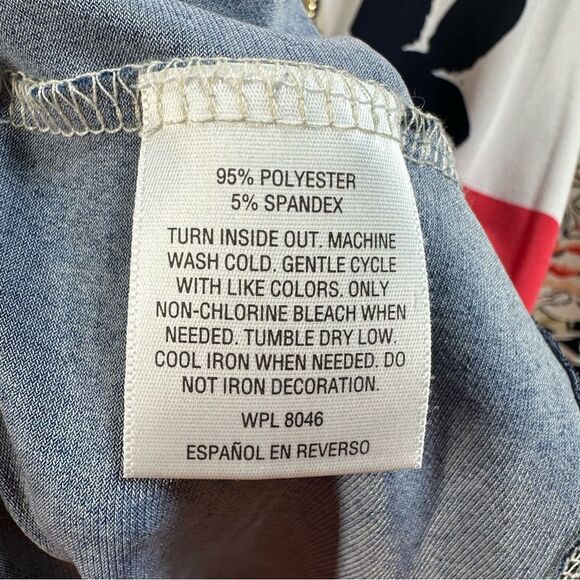 95% POLYESTER
5% SPANDEX
TURN INSIDE OUT. MACHINE
WASH COLD. GENTLE CYCLE
WITH LIKE COLORS. ONLY
NON-CHLORINE BLEACH WHEN
NEEDED. TUMBLE DRY LOW.
COOL IRON WHEN NEEDED. DO
NOT IRON DECORATION.
WPL 8046
ESPAÑOL EN REVERSO